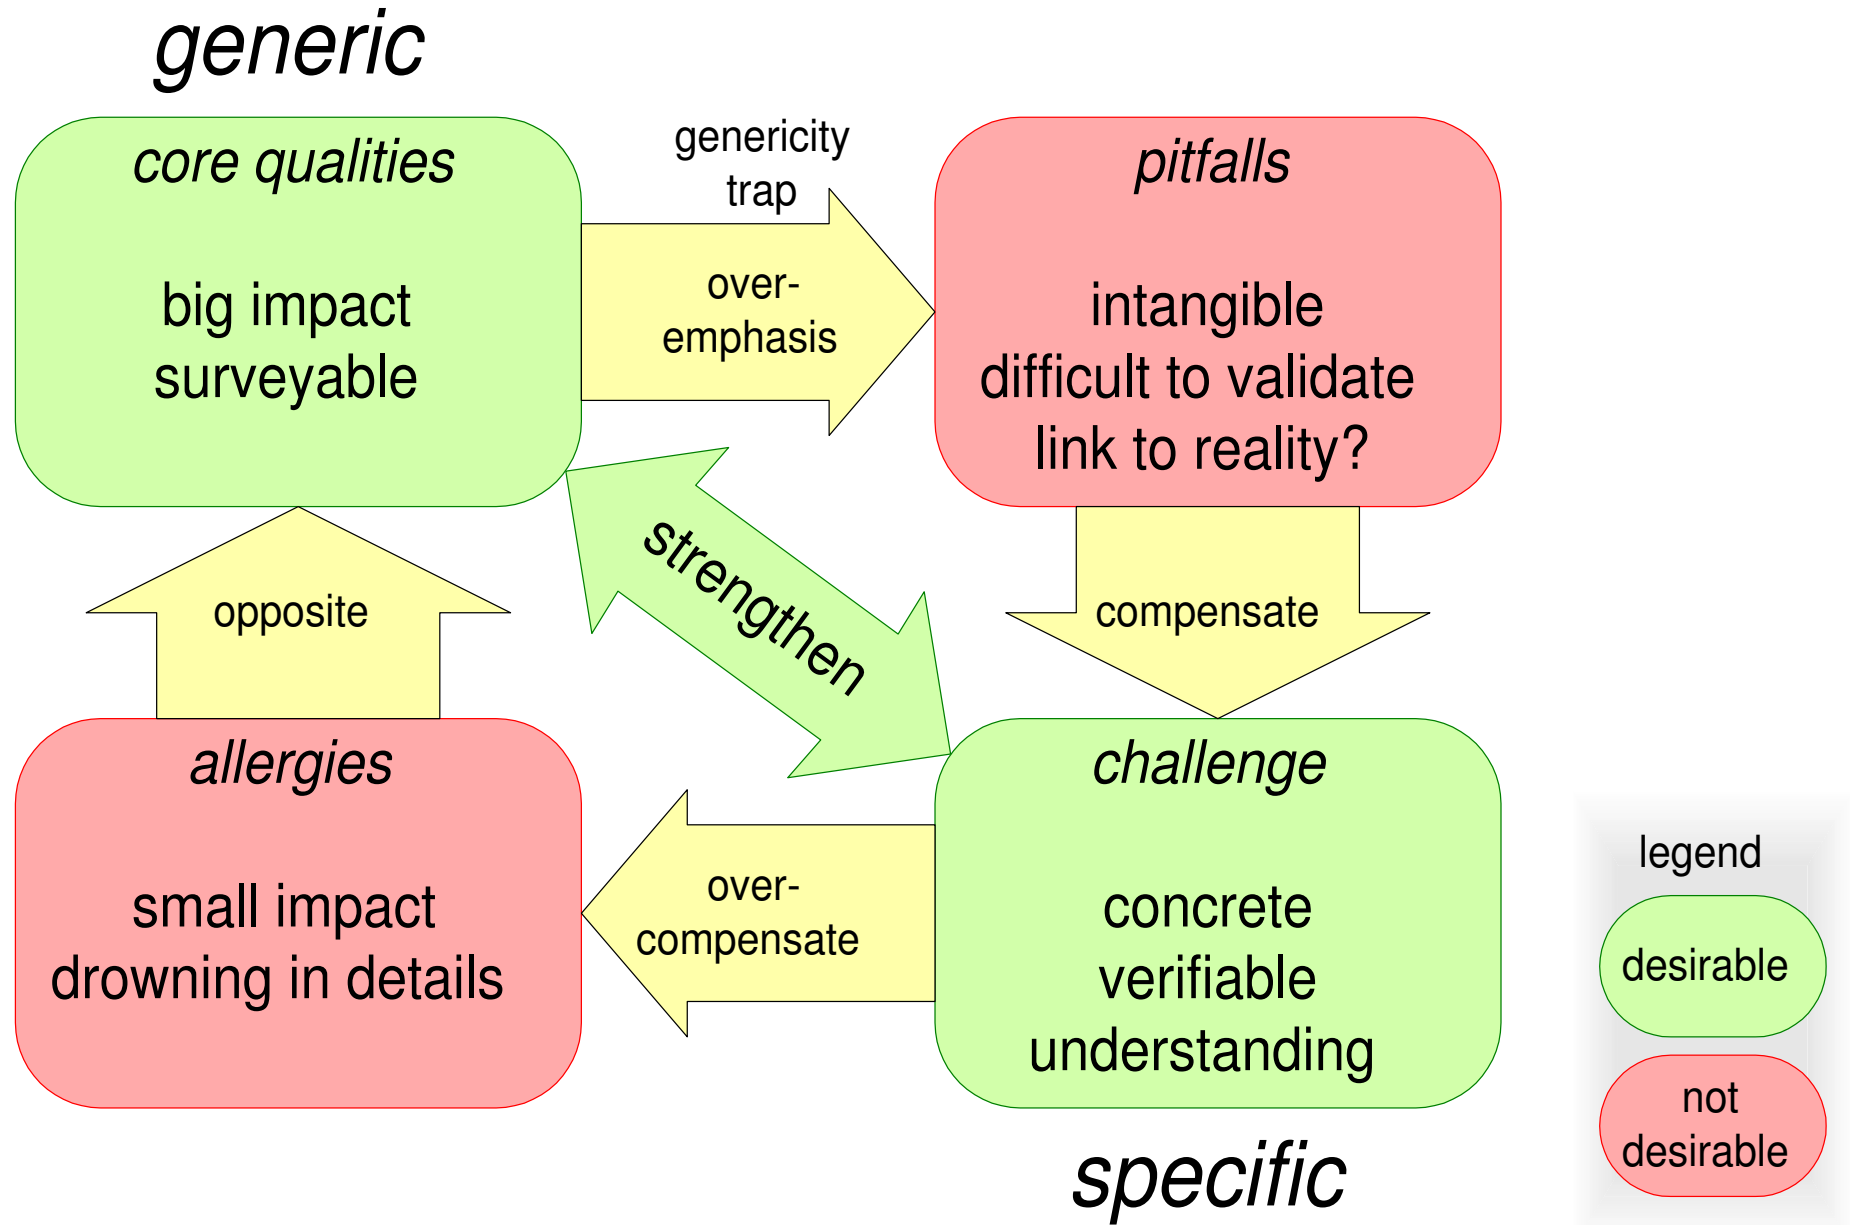 generic
core qualities
big impact
surveyable
genericity
trap
over-
emphasis
pitfalls
intangible
difficult to validate
link to reality?
opposite
strengthen
compensate
allergies
small impact
drowning in details
over-
compensate
challenge
concrete
verifiable
understanding
specific
legend
desirable
not
desirable